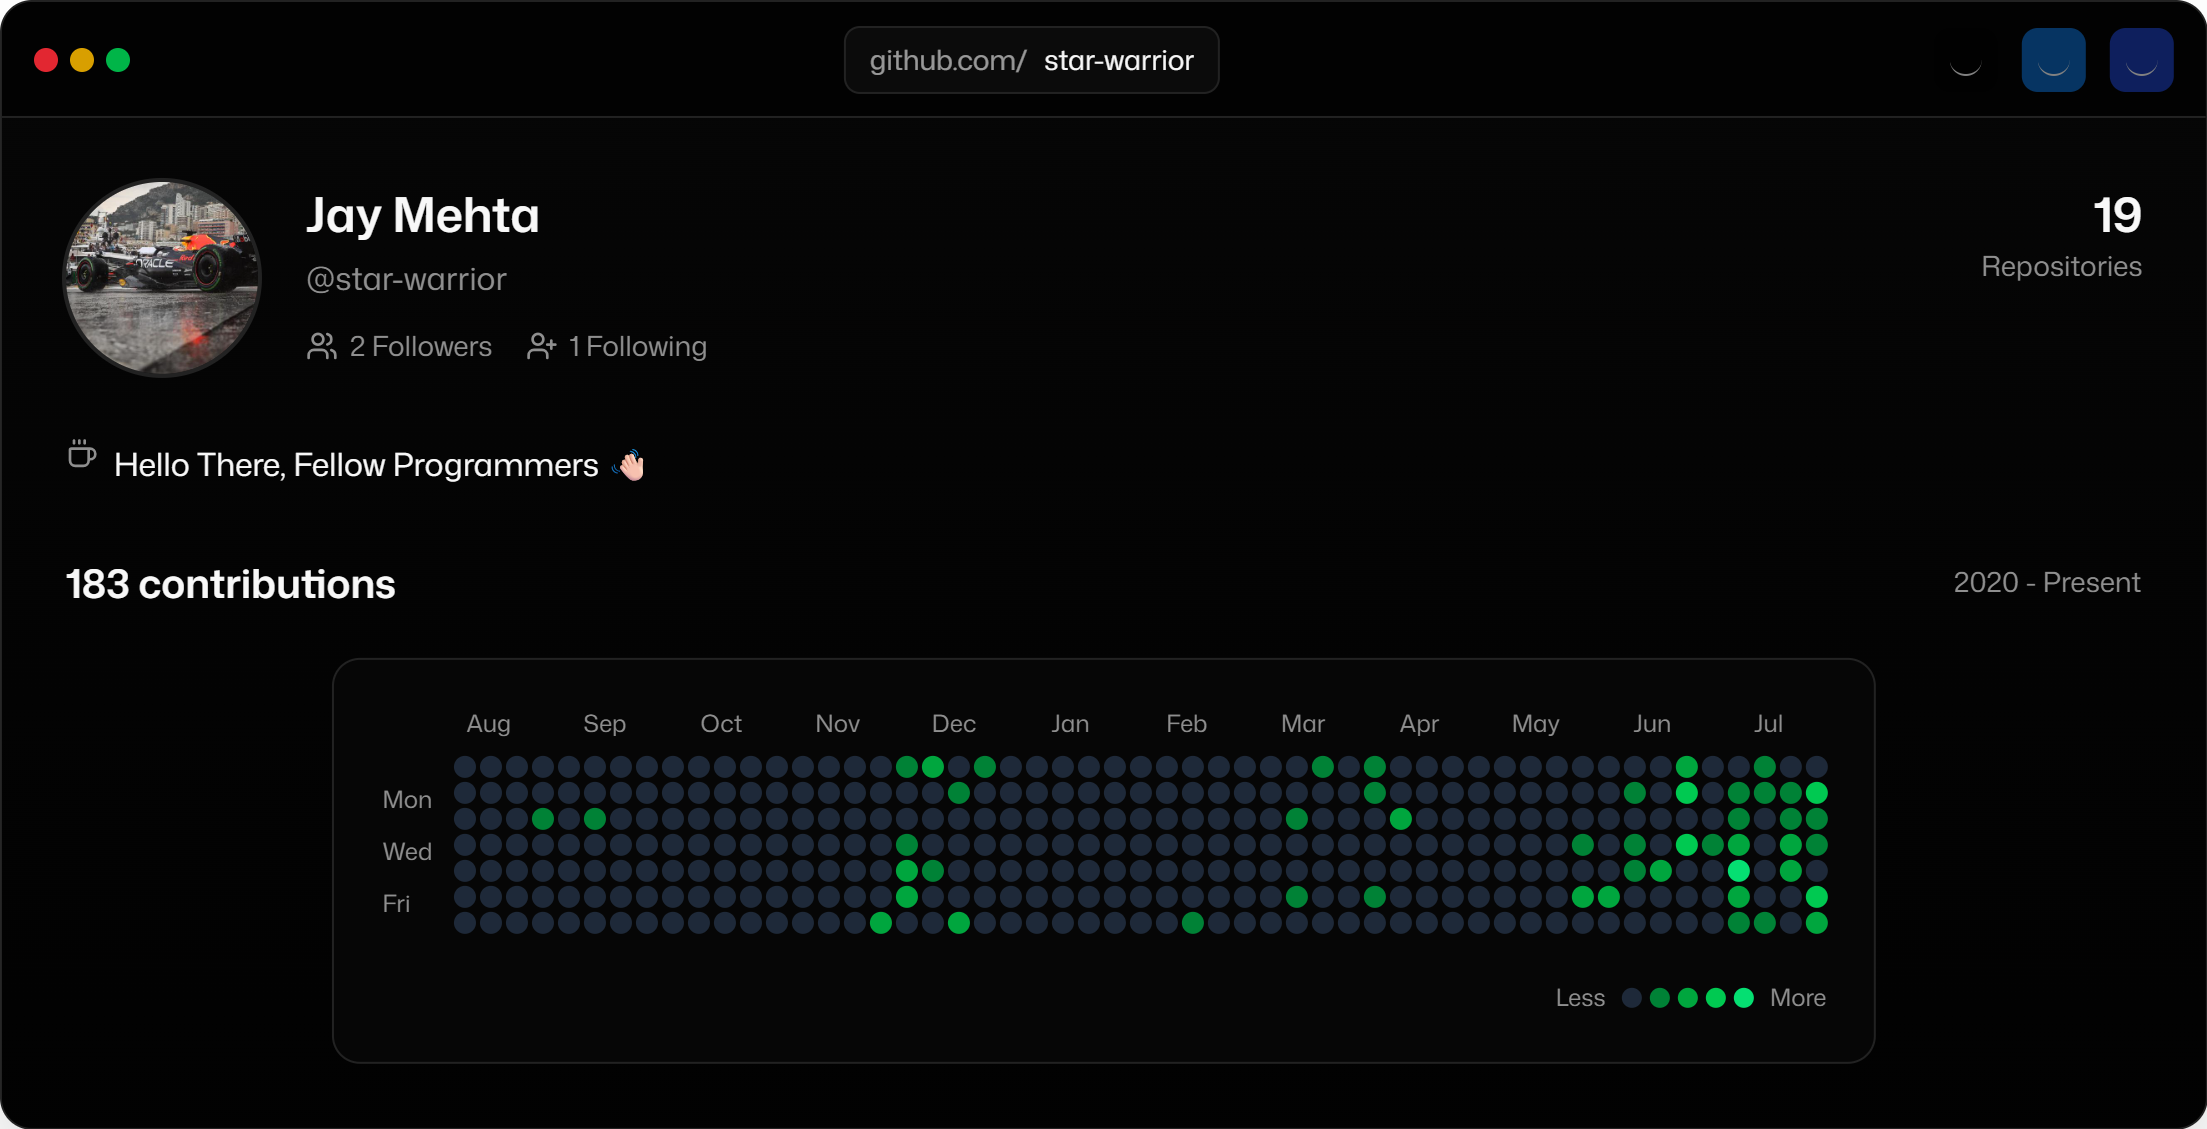 github.com/ star-warrior
Jay Mehta
19
@star-warrior
Repositories
2 Followers 1 Following
ORACLE
Hello There, Fellow Programmers 👋🏻
183 contributions
2020 - Present
Aug Sep Oct Nov Dec Jan Feb Mar Apr May Jun Jul
Mon
Wed
Fri
Less More